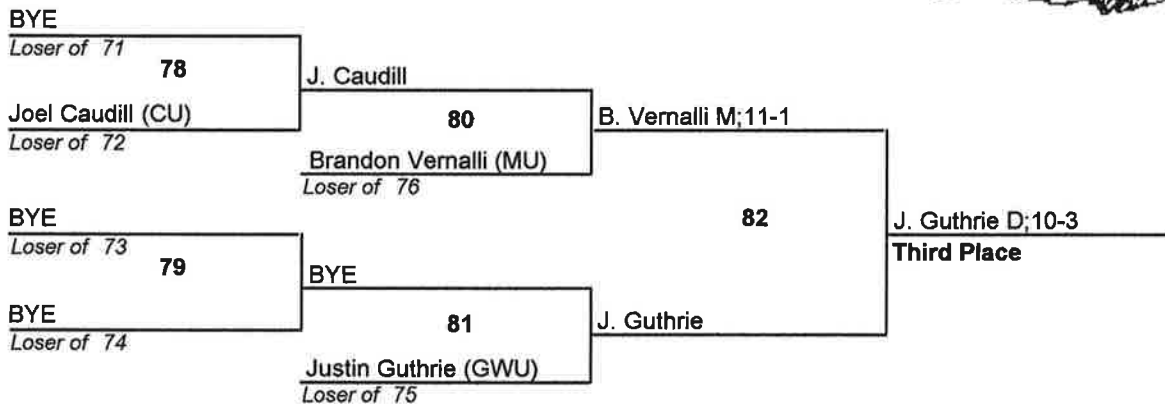 BYE
Loser of 71
78
J. Caudill
Joel Caudill (CU)
Loser of 72
80
B. Vernalli M;11-1
Brandon Vernalli (MU)
Loser of 76
BYE
Loser of 73
82
J. Guthrie D;10-3
Third Place
79
BYE
BYE
Loser of 74
81
J. Guthrie
Justin Guthrie (GWU)
Loser of 75